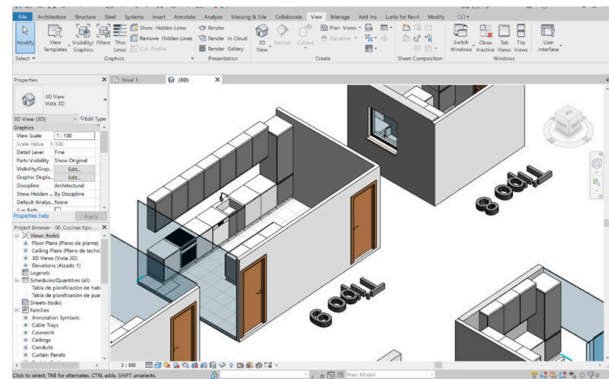 File Architecture Structure Steel Systems Insert Annotate Analyze Massing & Site Collaborate View Manage Add-Ins Lumion for Revit Modify
Modify View Templates Visibility/ Graphics Filters Thin Lines
Show Hidden Lines
Remove Hidden Lines
Cut Profile
Render
Render in Cloud
Render Gallery
3D View Section Callout
Plan Views
Elevation
Switch Windows Close Inactive Tab Views Tile Views User Interface
Select Graphics Presentation Create Sheet Composition Windows
Properties X
Nivel 1
{3D} X
3D View
Vista 3D
3D View: {3D} Edit Type
Graphics
View Scale 1 : 100
Scale Value 1: 100
Detail Level Fine
Parts Visibility Show Original
Visibility/Grap... Edit...
Graphic Displa... Edit...
Discipline Architectural
Show Hidden ... By Discipline
Default Analys... None
Sun Path
Properties help Apply
Project Browser - 00_Cocinas tipo... X
Views (todo)
Floor Plans (Plano de planta)
Ceiling Plans (Plano de techo
3D Views (Vista 3D)
Elevations (Alzado 1)
Legends
Schedules/Quantities (all)
Tabla de planificación de hab
Tabla de planificación de pue
Sheets (todo)
Families
Annotation Symbols
Cable Trays
Casework
Ceilings
Conduits
Curtain Panels
1 : 100
Click to select, TAB for alternates, CTRL adds, SHIFT unselects.
Main Model